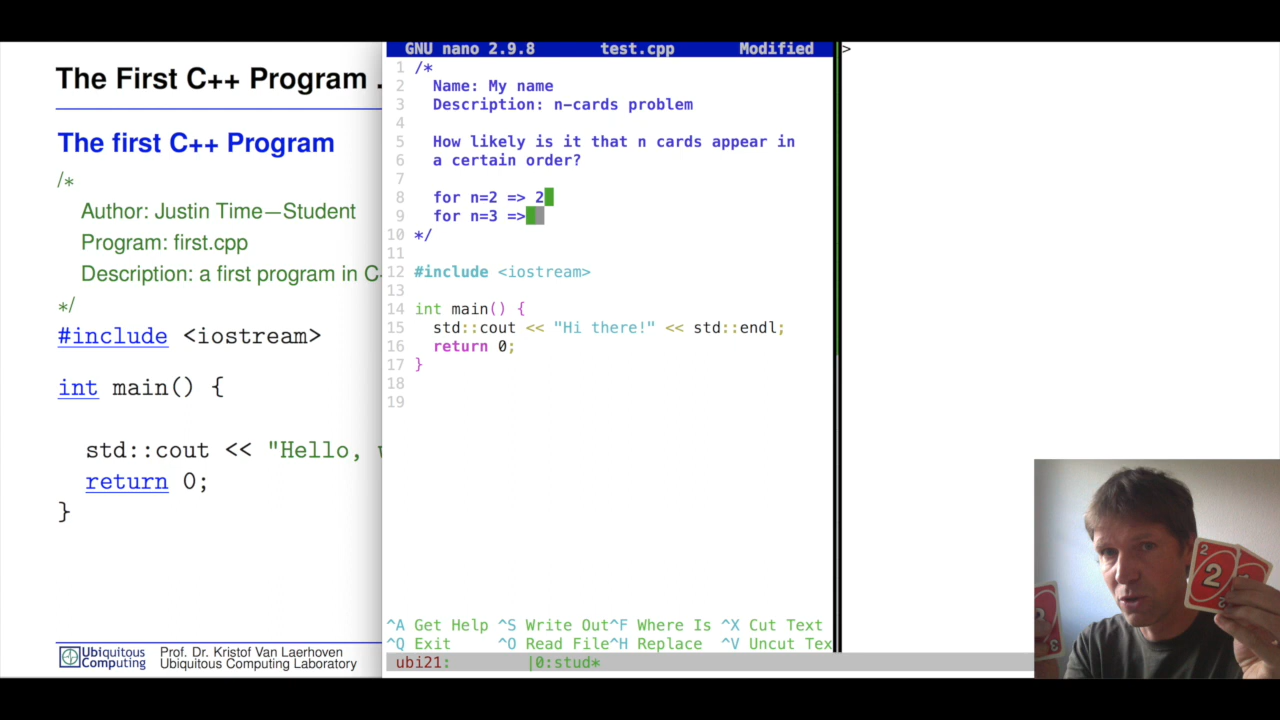 The First C++ Program .
The first C++ Program
/*
Author: Justin Time—Student
Program: first.cpp
Description: a first program in C
*/
#include <iostream>
int main() {
std::cout << "Hello, w
return 0;
}
Ubiquitous Computing
Prof. Dr. Kristof Van Laerhoven
Ubiquitous Computing Laboratory
GNU nano 2.9.8 test.cpp Modified
1 /*
2 Name: My name
3 Description: n-cards problem
4
5 How likely is it that n cards appear in
6 a certain order?
7
8 for n=2 => 2
9 for n=3 =>
10 */
11
12 #include <iostream>
13
14 int main() {
15 std::cout << "Hi there!" << std::endl;
16 return 0;
17 }
18
19
^A Get Help ^S Write Out^F Where Is ^X Cut Text
^Q Exit ^O Read File^H Replace ^V Uncut Tex
ubi21: |0:stud*
>
2
2
2